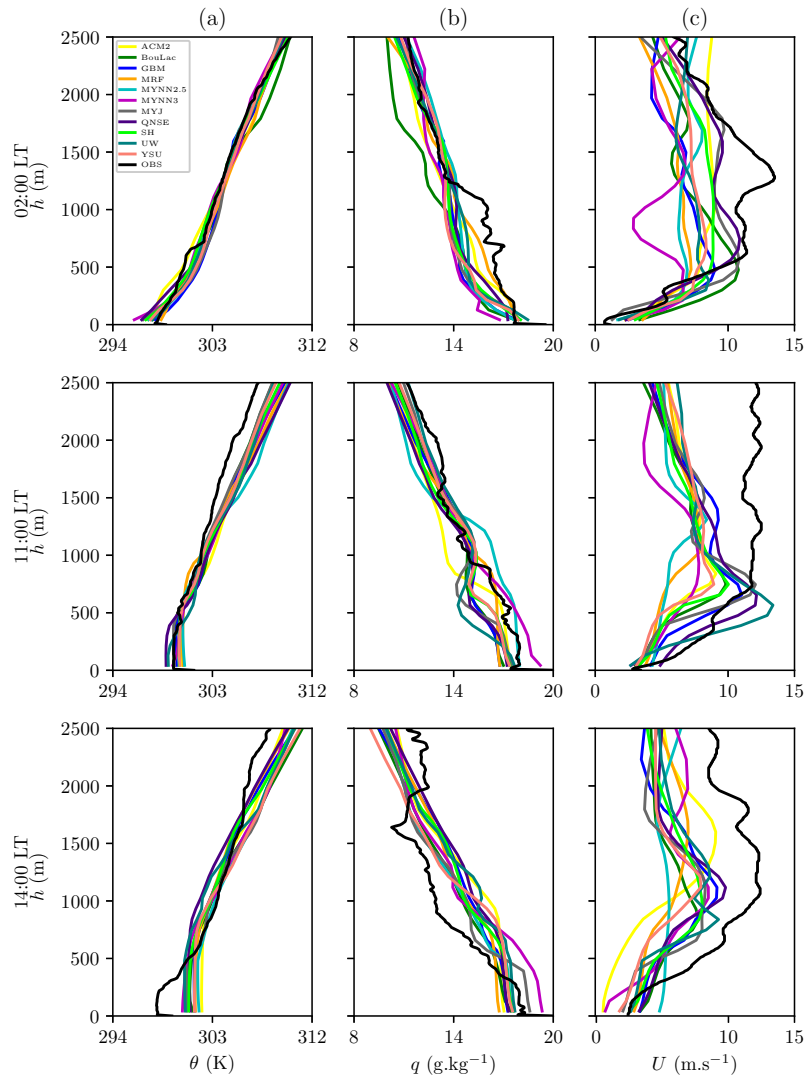 (a) (b) (c)
2500
2000
1500
1000
500
0
02:00 LT
h (m)
ACM2
BouLac
GBM
MRF
MYNN2.5
MYNN3
MYJ
QNSE
SH
UW
YSU
OBS
294 303 312
8 14 20
0 10 15
2500
2000
1500
1000
500
0
11:00 LT
h (m)
294 303 312
8 14 20
0 10 15
2500
2000
1500
1000
500
0
14:00 LT
h (m)
294 303 312
8 14 20
0 10 15
θ (K)
q (g.kg⁻¹)
U (m.s⁻¹)